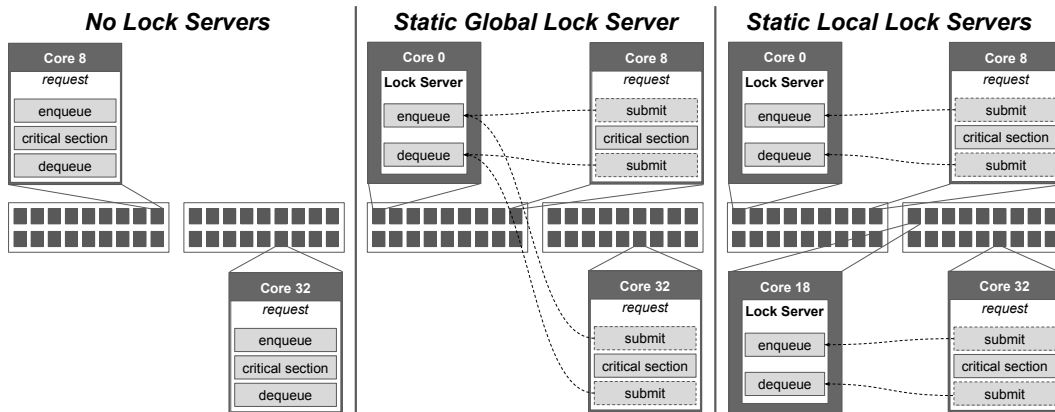 No Lock Servers
Core 8
request
enqueue
critical section
dequeue
Core 32
request
enqueue
critical section
dequeue
Static Global Lock Server
Core 0
Lock Server
enqueue
dequeue
Core 8
request
submit
critical section
submit
Core 32
request
submit
critical section
submit
Static Local Lock Servers
Core 0
Lock Server
enqueue
dequeue
Core 8
request
submit
critical section
submit
Core 18
Lock Server
enqueue
dequeue
Core 32
request
submit
critical section
submit